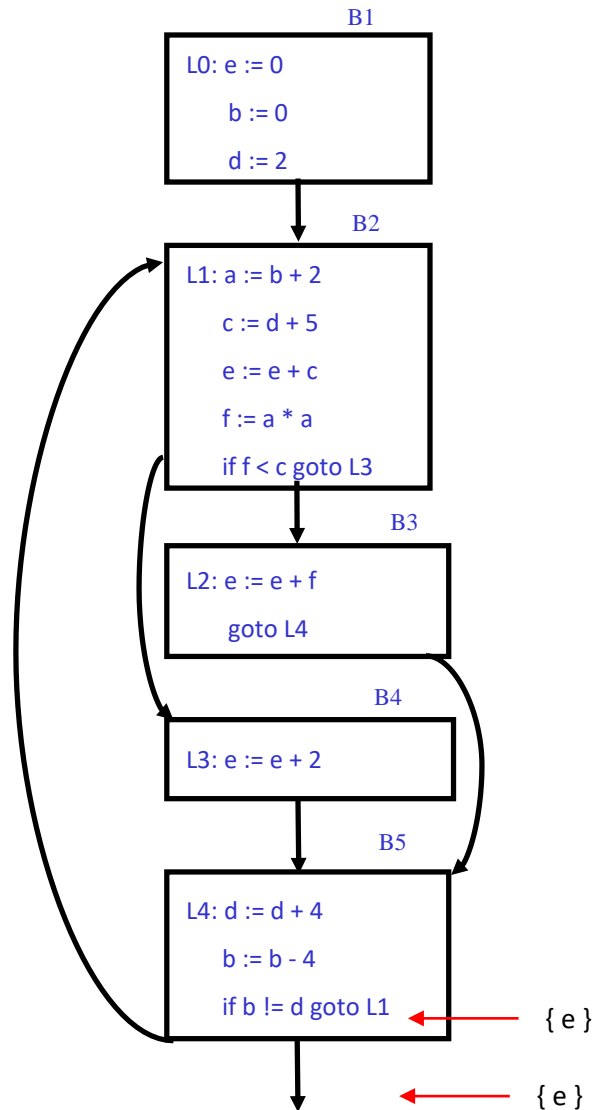 B1
L0: e := 0
b := 0
d := 2
B2
L1: a := b + 2
c := d + 5
e := e + c
f := a * a
if f < c goto L3
B3
L2: e := e + f
goto L4
B4
L3: e := e + 2
B5
L4: d := d + 4
b := b - 4
if b != d goto L1
{ e }
{ e }